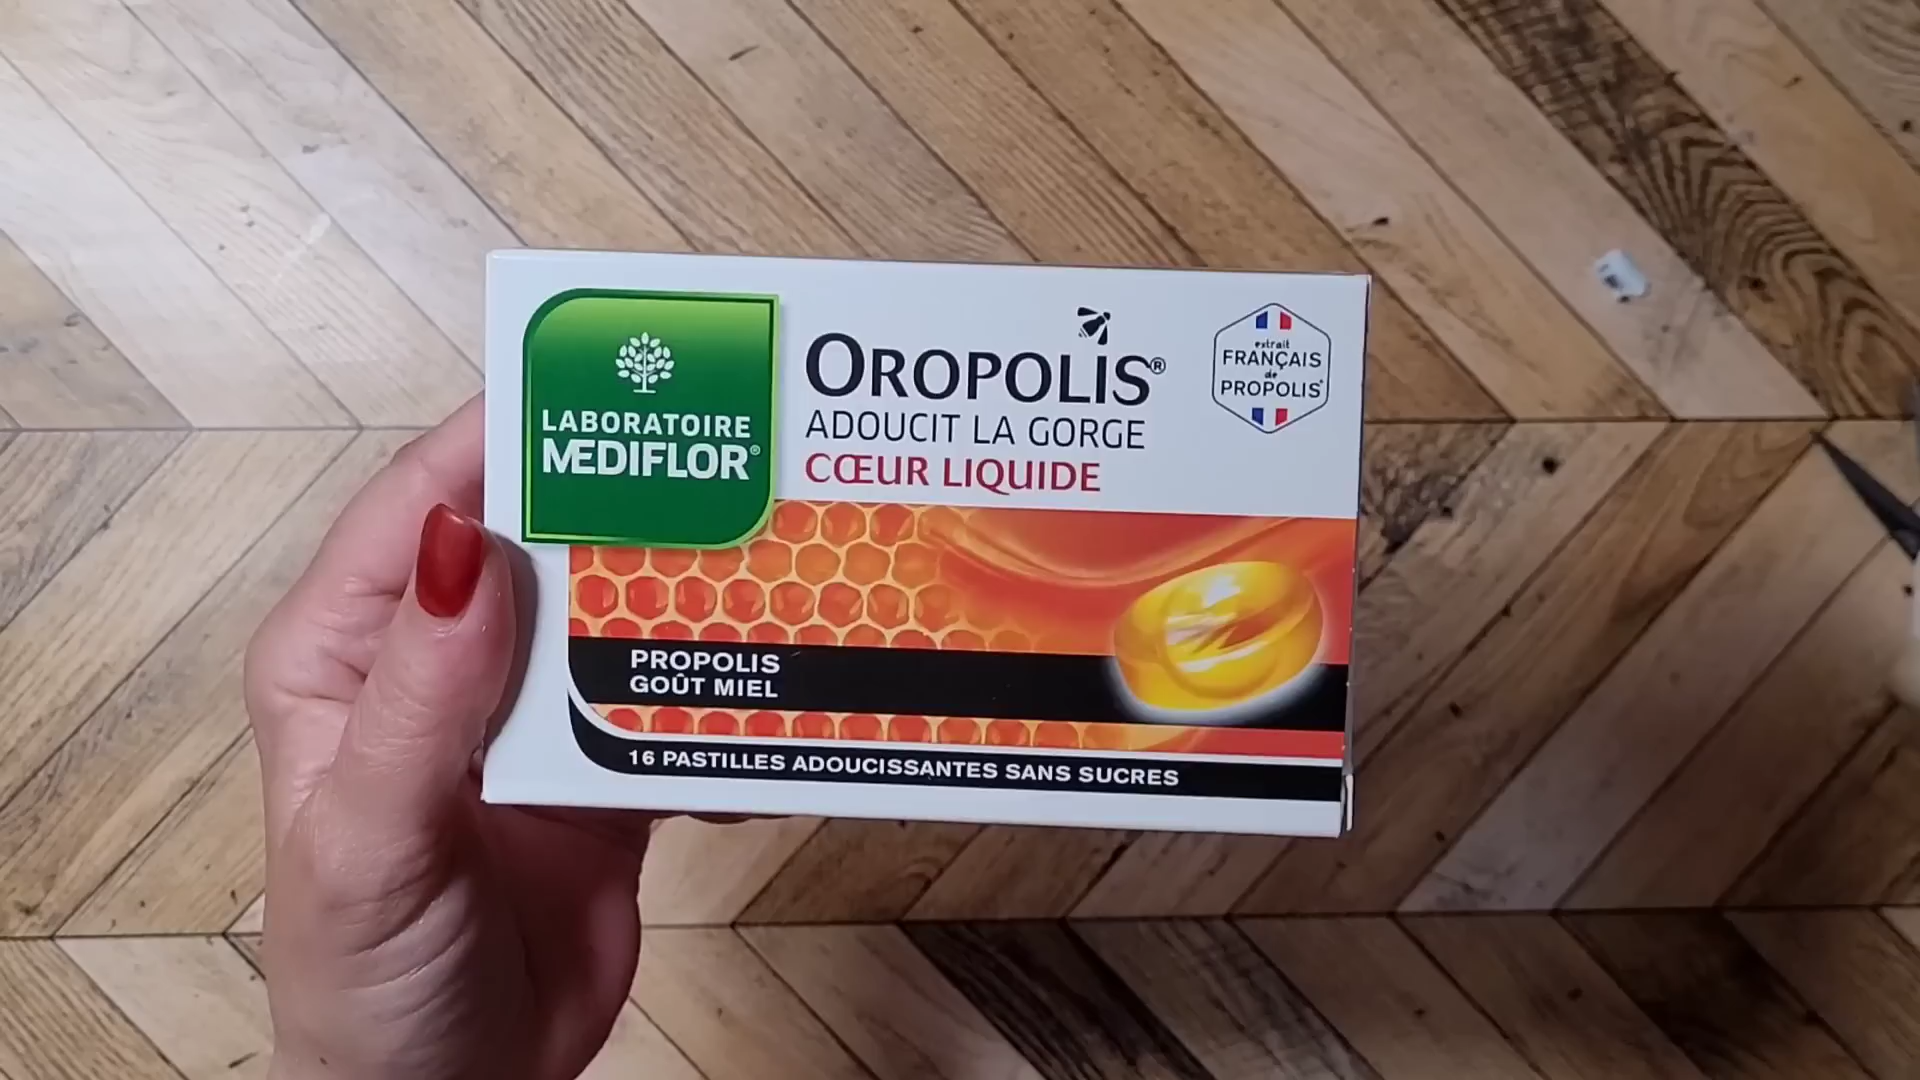 LABORATOIRE
MEDIFLOR®
OROPOLIS®
ADOUCIT LA GORGE
CŒUR LIQUIDE
extrait
FRANÇAIS
de
PROPOLIS*
PROPOLIS
GOÛT MIEL
16 PASTILLES ADOUCISSANTES SANS SUCRES